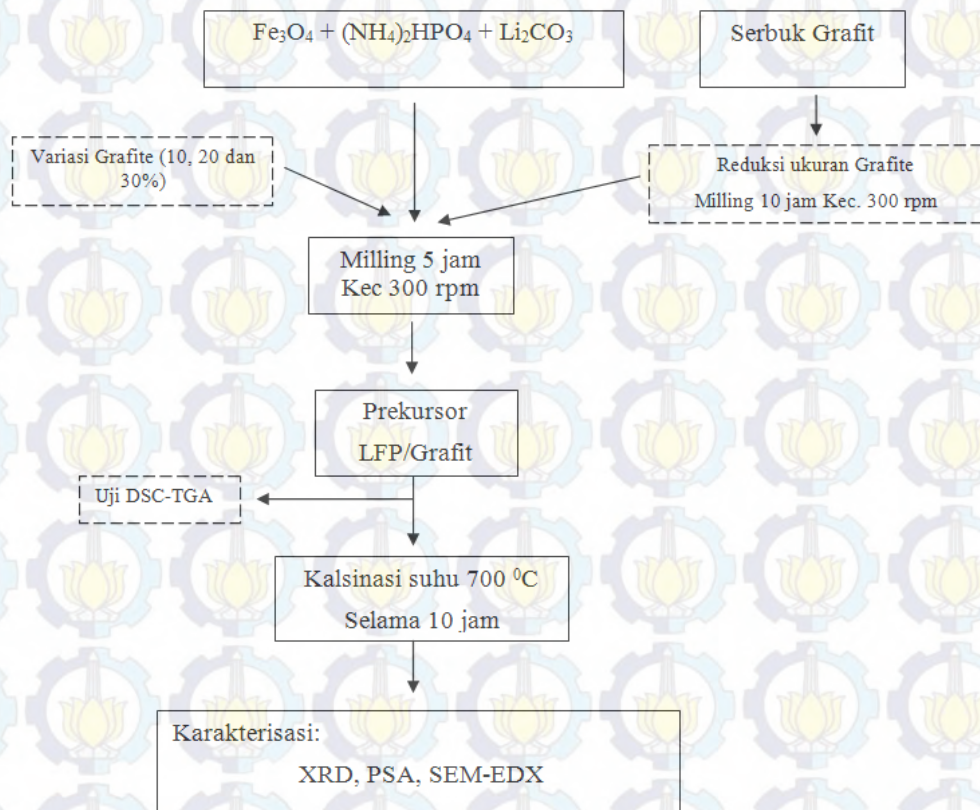 Fe₃O₄ + (NH₄)₂HPO₄ + Li₂CO₃
Serbuk Grafit
Variasi Grafite (10, 20 dan
30%)
Reduksi ukuran Grafite
Milling 10 jam Kec. 300 rpm
Milling 5 jam
Kec 300 rpm
Prekursor
LFP/Grafit
Uji DSC-TGA
Kalsinasi suhu 700 ⁰C
Selama 10 jam
Karakterisasi:
XRD, PSA, SEM-EDX